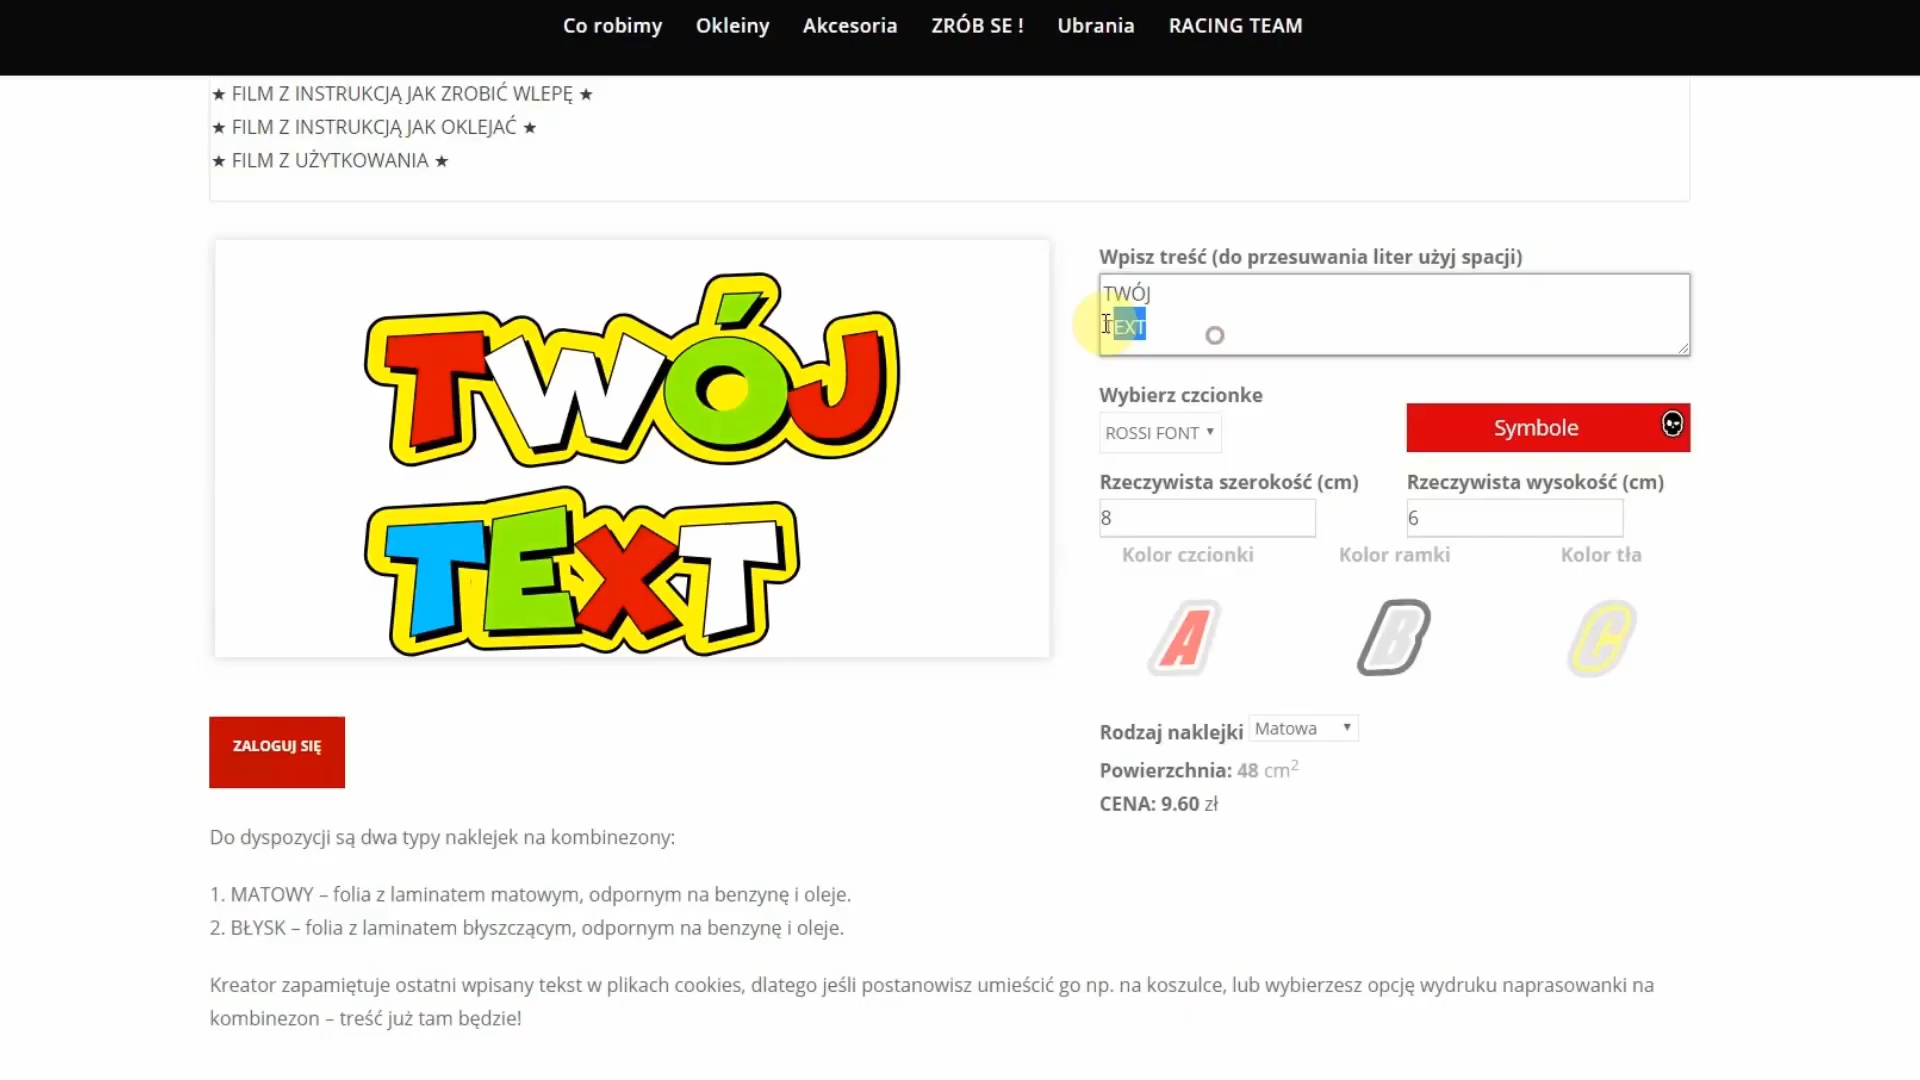 Co robimy Okleiny Akcesoria ZRÓB SE ! Ubrania RACING TEAM
★ FILM Z INSTRUKCJĄ JAK ZROBIĆ WLEPĘ ★
★ FILM Z INSTRUKCJĄ JAK OKLEJAĆ ★
★ FILM Z UŻYTKOWANIA ★
TWÓJ
TEXT
Wpisz treść (do przesuwania liter użyj spacji)
TWÓJ
TEXT
Wybierz czcionke
ROSSI FONT
Symbole
Rzeczywista szerokość (cm) Rzeczywista wysokość (cm)
8 6
Kolor czcionki Kolor ramki Kolor tła
A B C
Rodzaj naklejki Matowa
Powierzchnia: 48 cm²
CENA: 9.60 zł
ZALOGUJ SIĘ
Do dyspozycji są dwa typy naklejek na kombinezony:
1. MATOWY – folia z laminatem matowym, odpornym na benzynę i oleje.
2. BŁYSK – folia z laminatem błyszczącym, odpornym na benzynę i oleje.
Kreator zapamiętuje ostatni wpisany tekst w plikach cookies, dlatego jeśli postanowisz umieścić go np. na koszulce, lub wybierzesz opcję wydruku naprasowanki na
kombinezon – treść już tam będzie!